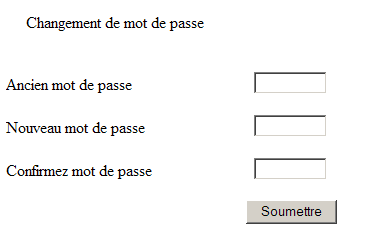 Changement de mot de passe
Ancien mot de passe
Nouveau mot de passe
Confirmez mot de passe
Soumettre